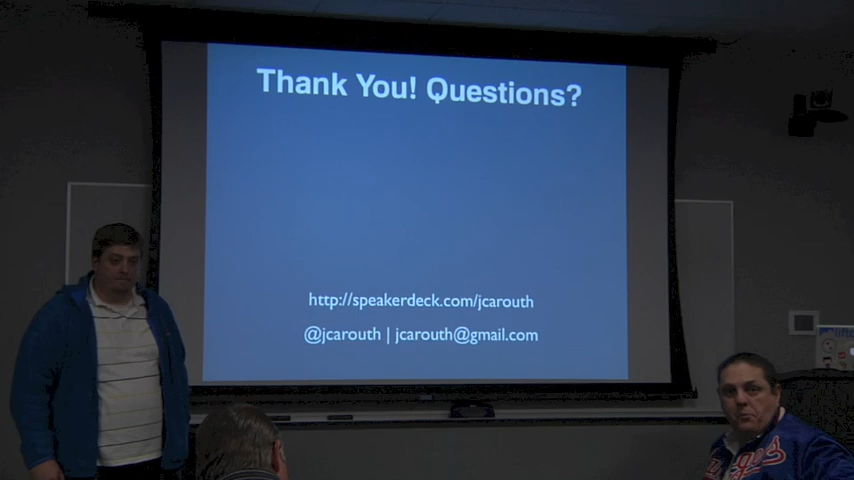 Thank You! Questions?
http://speakerdeck.com/jcarouth
@jcarouth | jcarouth@gmail.com